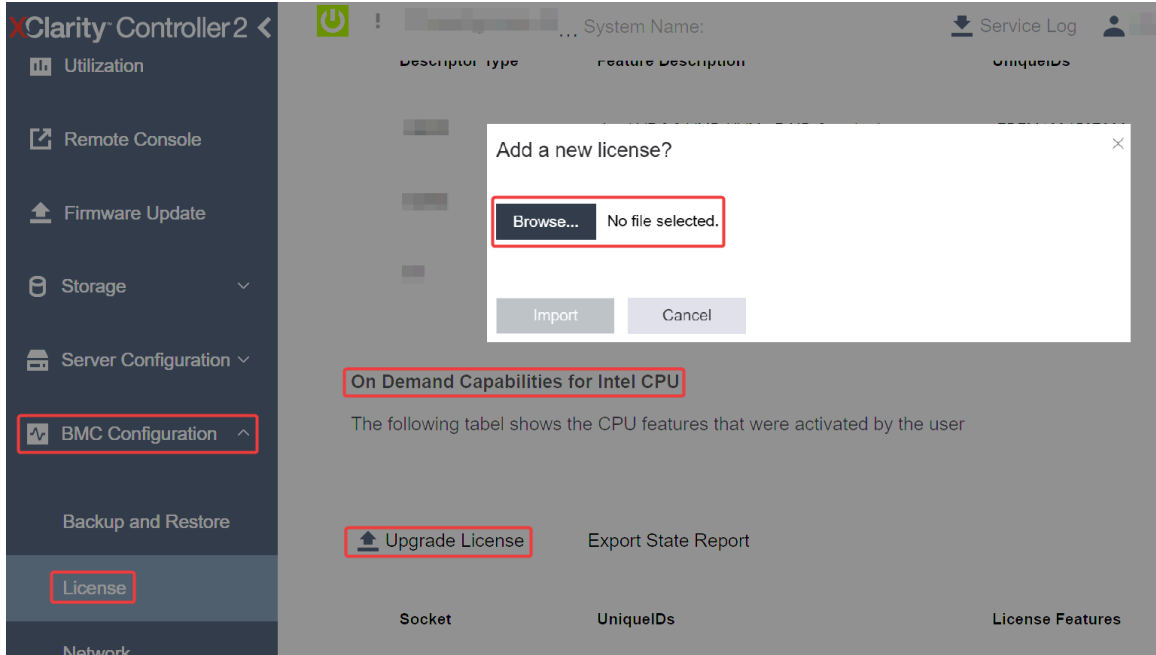 XClarity™ Controller 2
! ... System Name:
Service Log
Utilization
Descriptor Type
Feature Description
UniqueIDs
Remote Console
Add a new license?
Firmware Update
Browse...
No file selected.
Storage
Import
Cancel
Server Configuration
On Demand Capabilities for Intel CPU
The following tabel shows the CPU features that were activated by the user
BMC Configuration
Backup and Restore
Upgrade License
Export State Report
License
Socket
UniqueIDs
License Features
Network